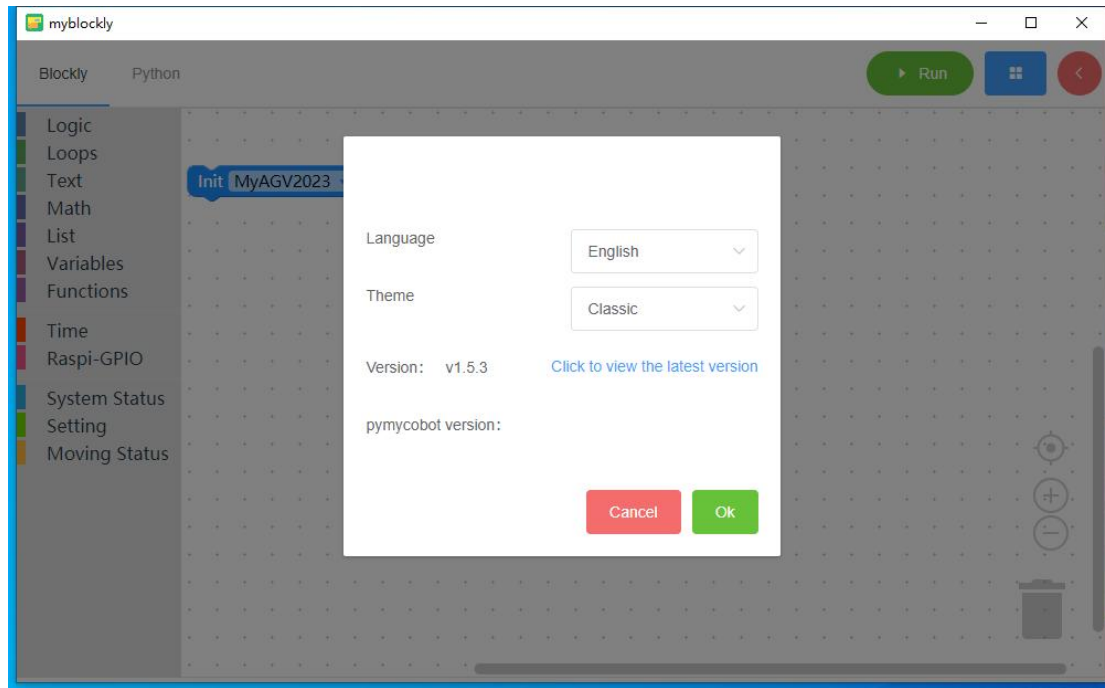 myblockly
Blockly
Python
Run
Logic
Loops
Text
Math
List
Variables
Functions
Time
Raspi-GPIO
System Status
Setting
Moving Status
Init MyAGV2023
Language
English
Theme
Classic
Version: v1.5.3
Click to view the latest version
pymycobot version:
Cancel
Ok